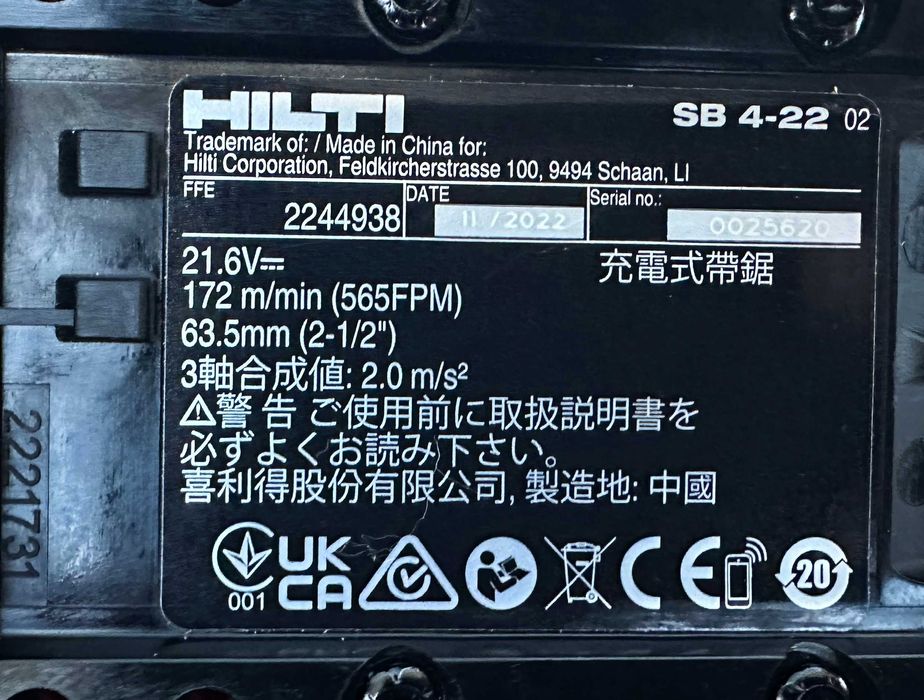 HILTI
SB 4-22 02
Trademark of: / Made in China for:
Hilti Corporation, Feldkircherstrasse 100, 9494 Schaan, LI
FFE 2244938
DATE 11/2022
Serial no.: 0025620
21.6V⎓
充電式帶鋸
172 m/min (565FPM)
63.5mm (2-1/2")
3軸合成値: 2.0 m/s²
⚠警 告 ご使用前に取扱説明書を
必ずよくお読み下さい。
喜利得股份有限公司, 製造地: 中國
001
UK
CA
CE
20
2221731